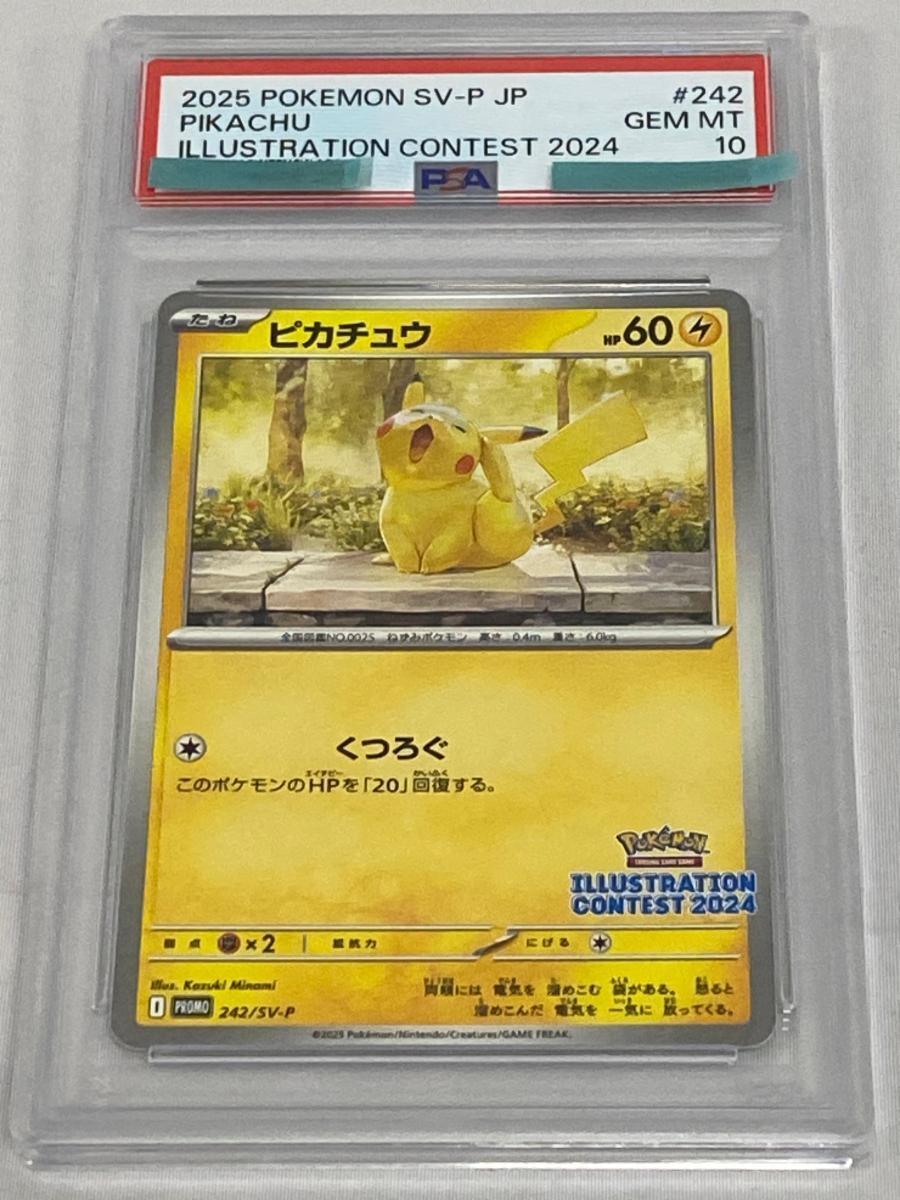 2025 POKEMON SV-P JP #242
PIKACHU GEM MT
ILLUSTRATION CONTEST 2024 10
PSA
たね ピカチュウ HP60
全国図鑑NO.0025 ねずみポケモン 高さ:0.4m 重さ:6.0kg
くつろぐ
このポケモンのHPを「20」回復する。
Pokémon
TRADING CARD GAME
ILLUSTRATION
CONTEST 2024
弱点 ×2 抵抗力 にげる
Illus. Kazuki Minami
両頬には 電気を 溜めこむ 袋がある。 怒ると
溜めこんだ 電気を 一気に 放ってくる。
I PROMO 242/SV-P
©2025 Pokémon/Nintendo/Creatures/GAME FREAK.